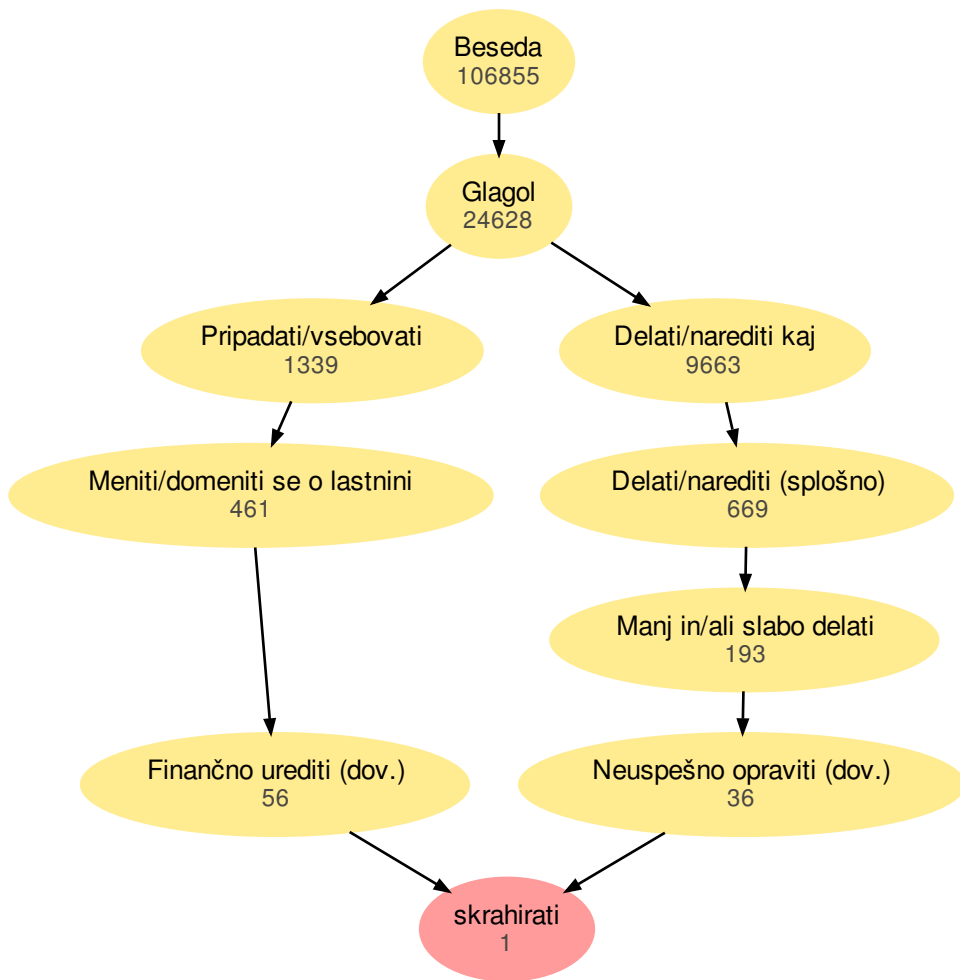 Beseda
106855
Glagol
24628
Pripadati/vsebovati
1339
Delati/narediti kaj
9663
Meniti/domeniti se o lastnini
461
Delati/narediti (splošno)
669
Manj in/ali slabo delati
193
Finančno urediti (dov.)
56
Neuspešno opraviti (dov.)
36
skrahirati
1